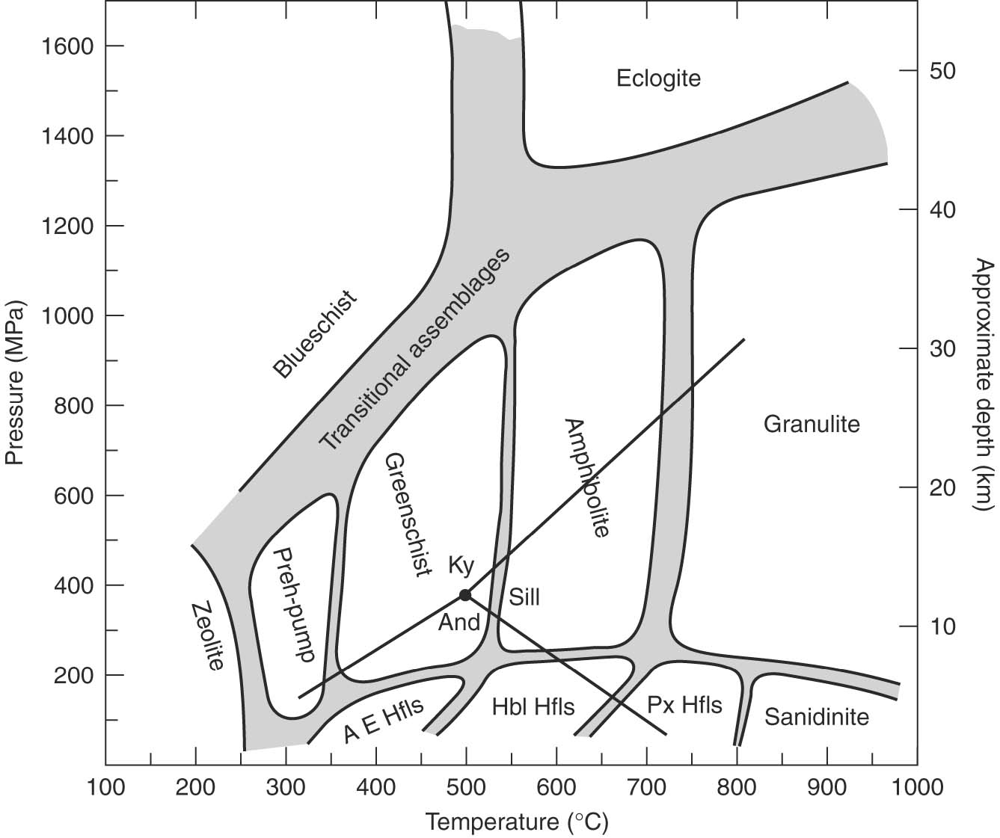 1600
1400
1200
1000
800
600
400
200
Pressure (MPa)
50
40
30
20
10
Approximate depth (km)
Eclogite
Blueschist
Transitional assemblages
Granulite
Amphibolite
Greenschist
Preh-pump
Zeolite
Ky
Sill
And
A E Hfls
Hbl Hfls
Px Hfls
Sanidinite
100 200 300 400 500 600 700 800 900 1000
Temperature (°C)